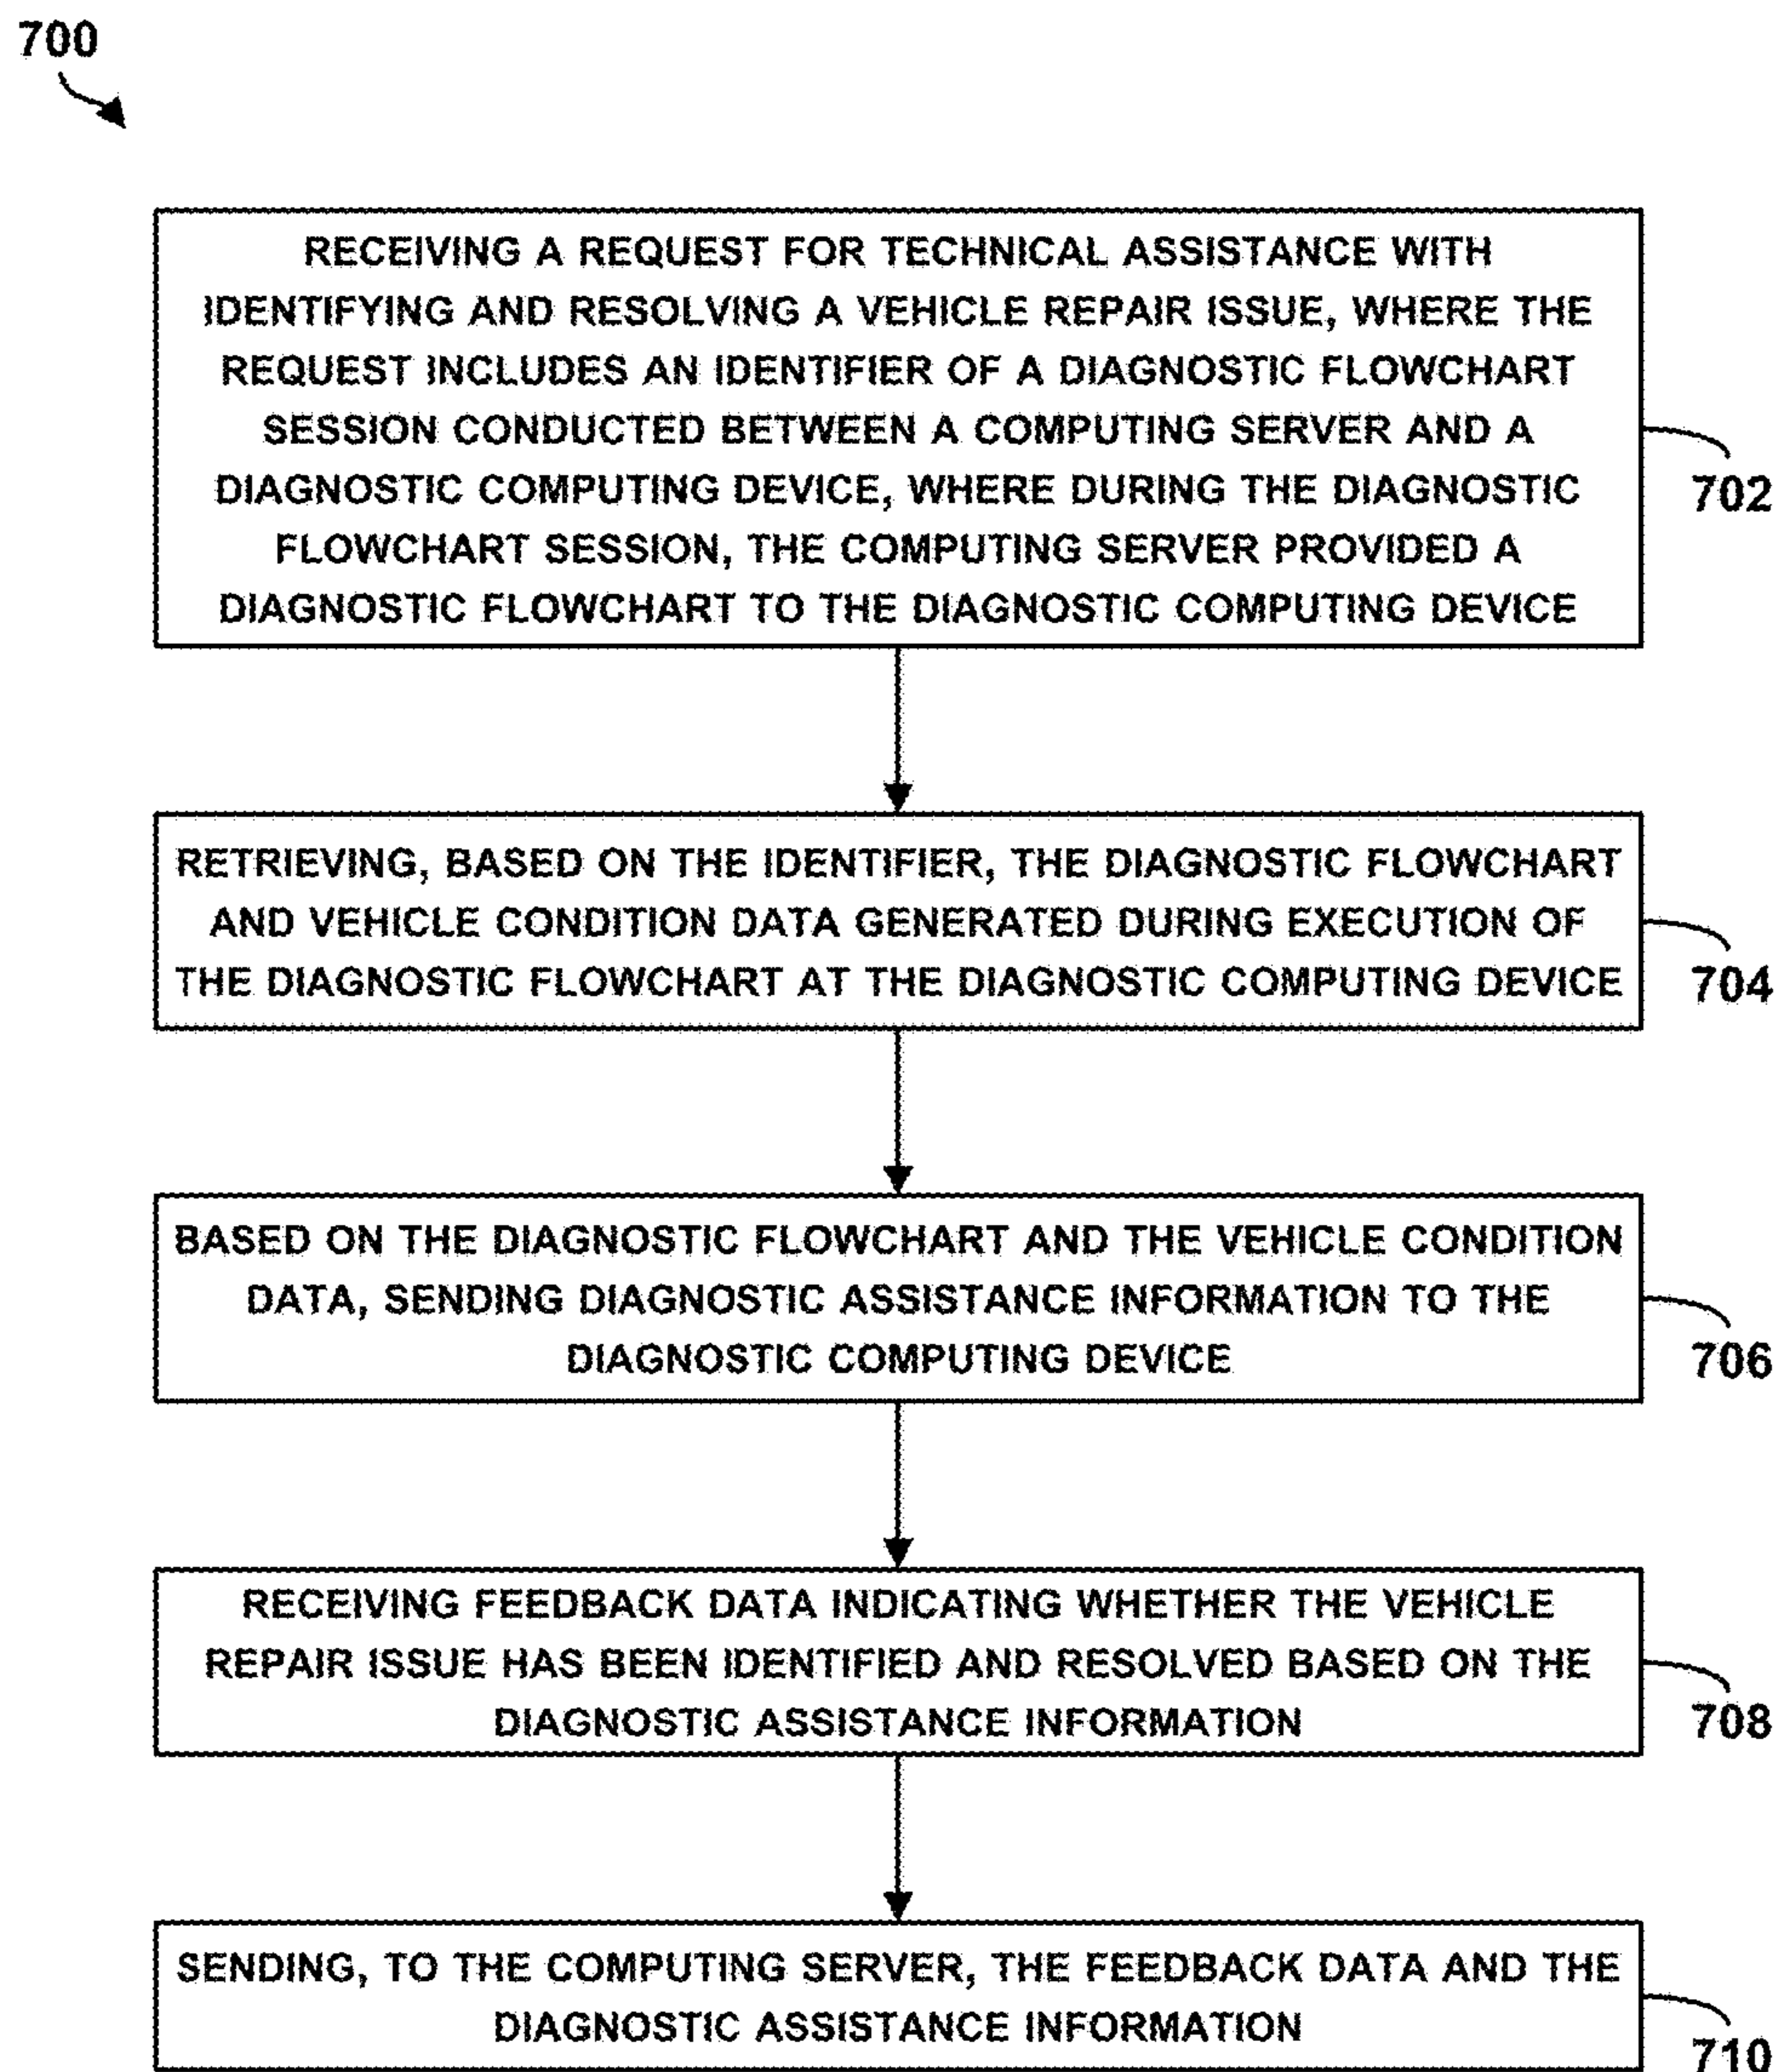 700
RECEIVING A REQUEST FOR TECHNICAL ASSISTANCE WITH
IDENTIFYING AND RESOLVING A VEHICLE REPAIR ISSUE, WHERE THE
REQUEST INCLUDES AN IDENTIFIER OF A DIAGNOSTIC FLOWCHART
SESSION CONDUCTED BETWEEN A COMPUTING SERVER AND A
DIAGNOSTIC COMPUTING DEVICE, WHERE DURING THE DIAGNOSTIC
FLOWCHART SESSION, THE COMPUTING SERVER PROVIDED A
DIAGNOSTIC FLOWCHART TO THE DIAGNOSTIC COMPUTING DEVICE
702
RETRIEVING, BASED ON THE IDENTIFIER, THE DIAGNOSTIC FLOWCHART
AND VEHICLE CONDITION DATA GENERATED DURING EXECUTION OF
THE DIAGNOSTIC FLOWCHART AT THE DIAGNOSTIC COMPUTING DEVICE
704
BASED ON THE DIAGNOSTIC FLOWCHART AND THE VEHICLE CONDITION
DATA, SENDING DIAGNOSTIC ASSISTANCE INFORMATION TO THE
DIAGNOSTIC COMPUTING DEVICE
706
RECEIVING FEEDBACK DATA INDICATING WHETHER THE VEHICLE
REPAIR ISSUE HAS BEEN IDENTIFIED AND RESOLVED BASED ON THE
DIAGNOSTIC ASSISTANCE INFORMATION
708
SENDING, TO THE COMPUTING SERVER, THE FEEDBACK DATA AND THE
DIAGNOSTIC ASSISTANCE INFORMATION
710